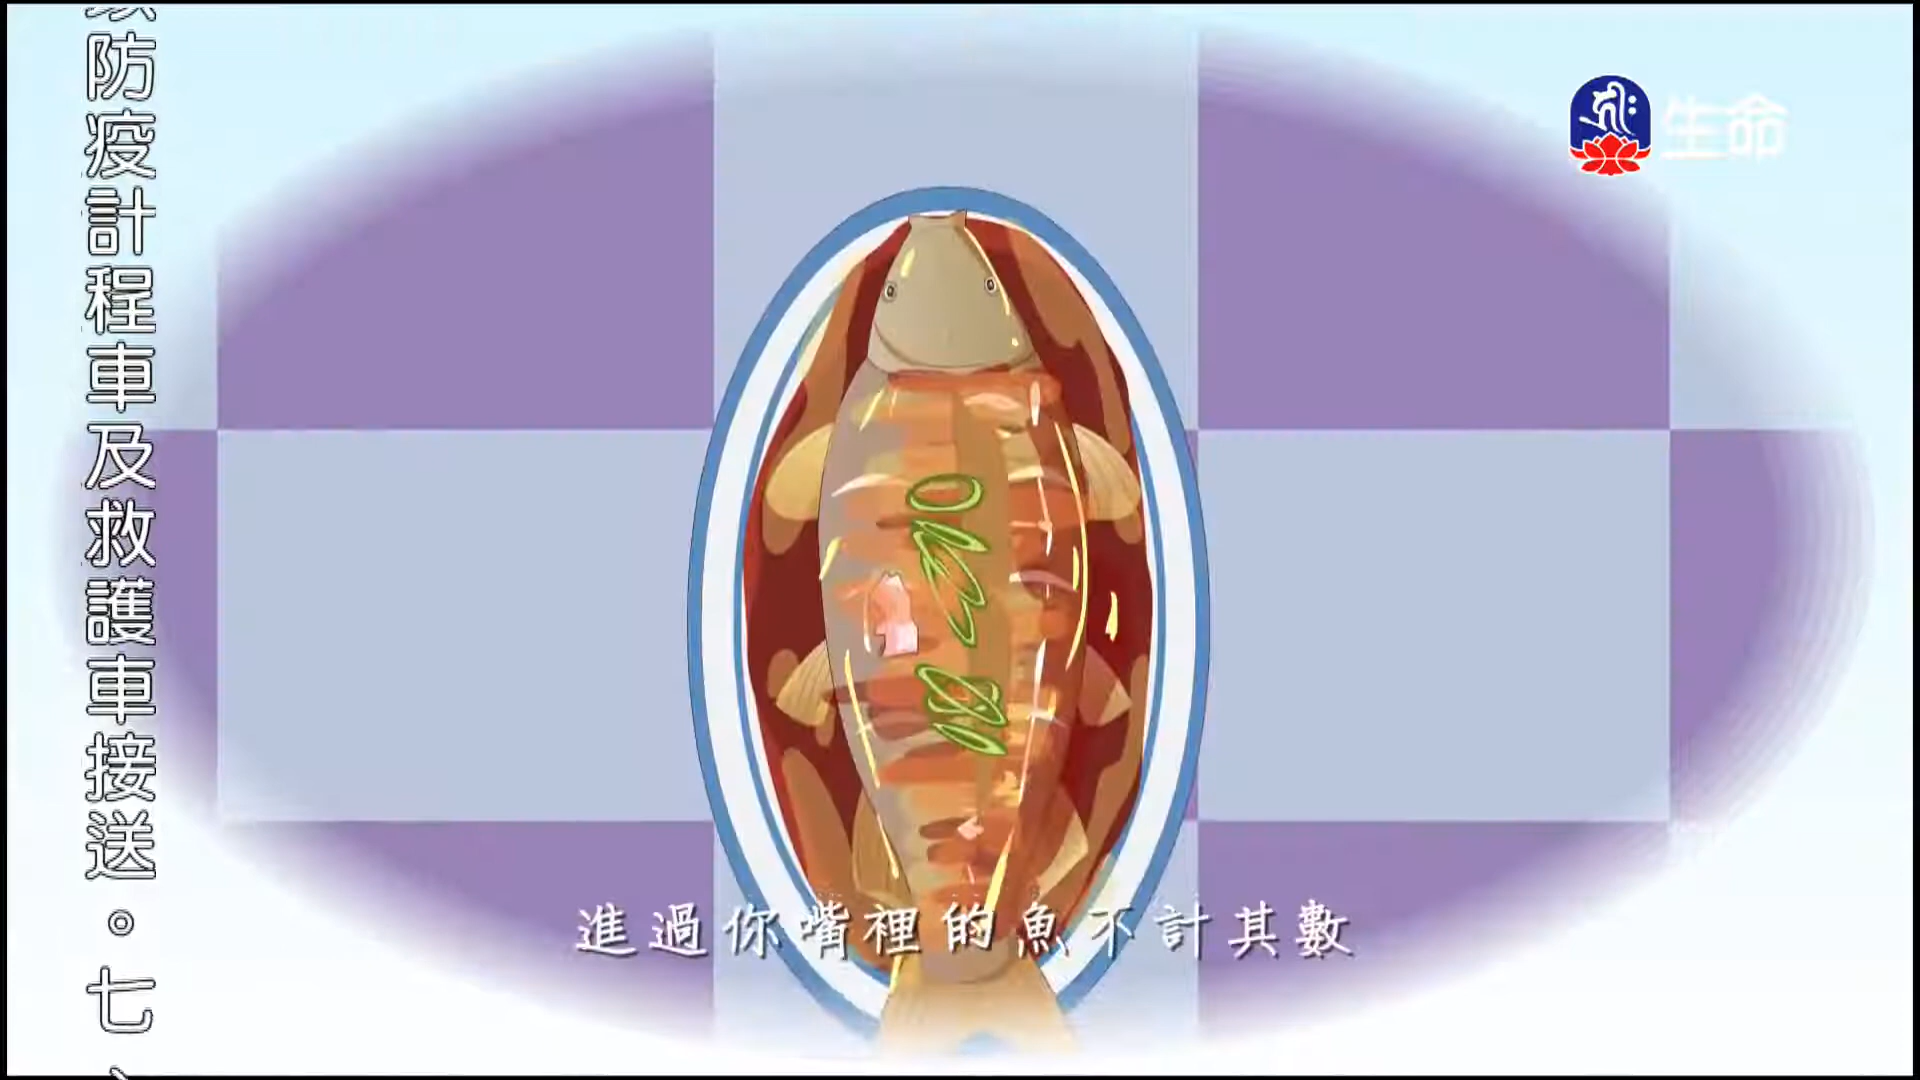 防疫計程車及救護車接送。七、
生命
進過你嘴裡的魚不計其數